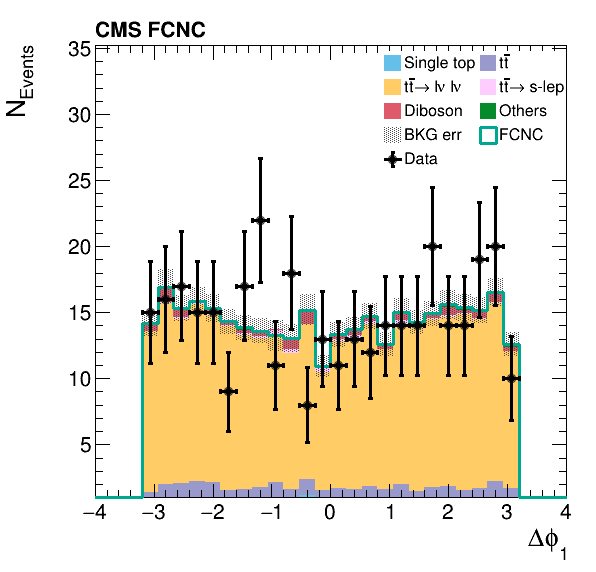 CMS FCNC
N_Events
35
30
25
20
15
10
5
Single top
tt̄
tt̄→ lν lν
tt̄→ s-lep
Diboson
Others
BKG err
FCNC
Data
−4 −3 −2 −1 0 1 2 3 4
Δϕ₁